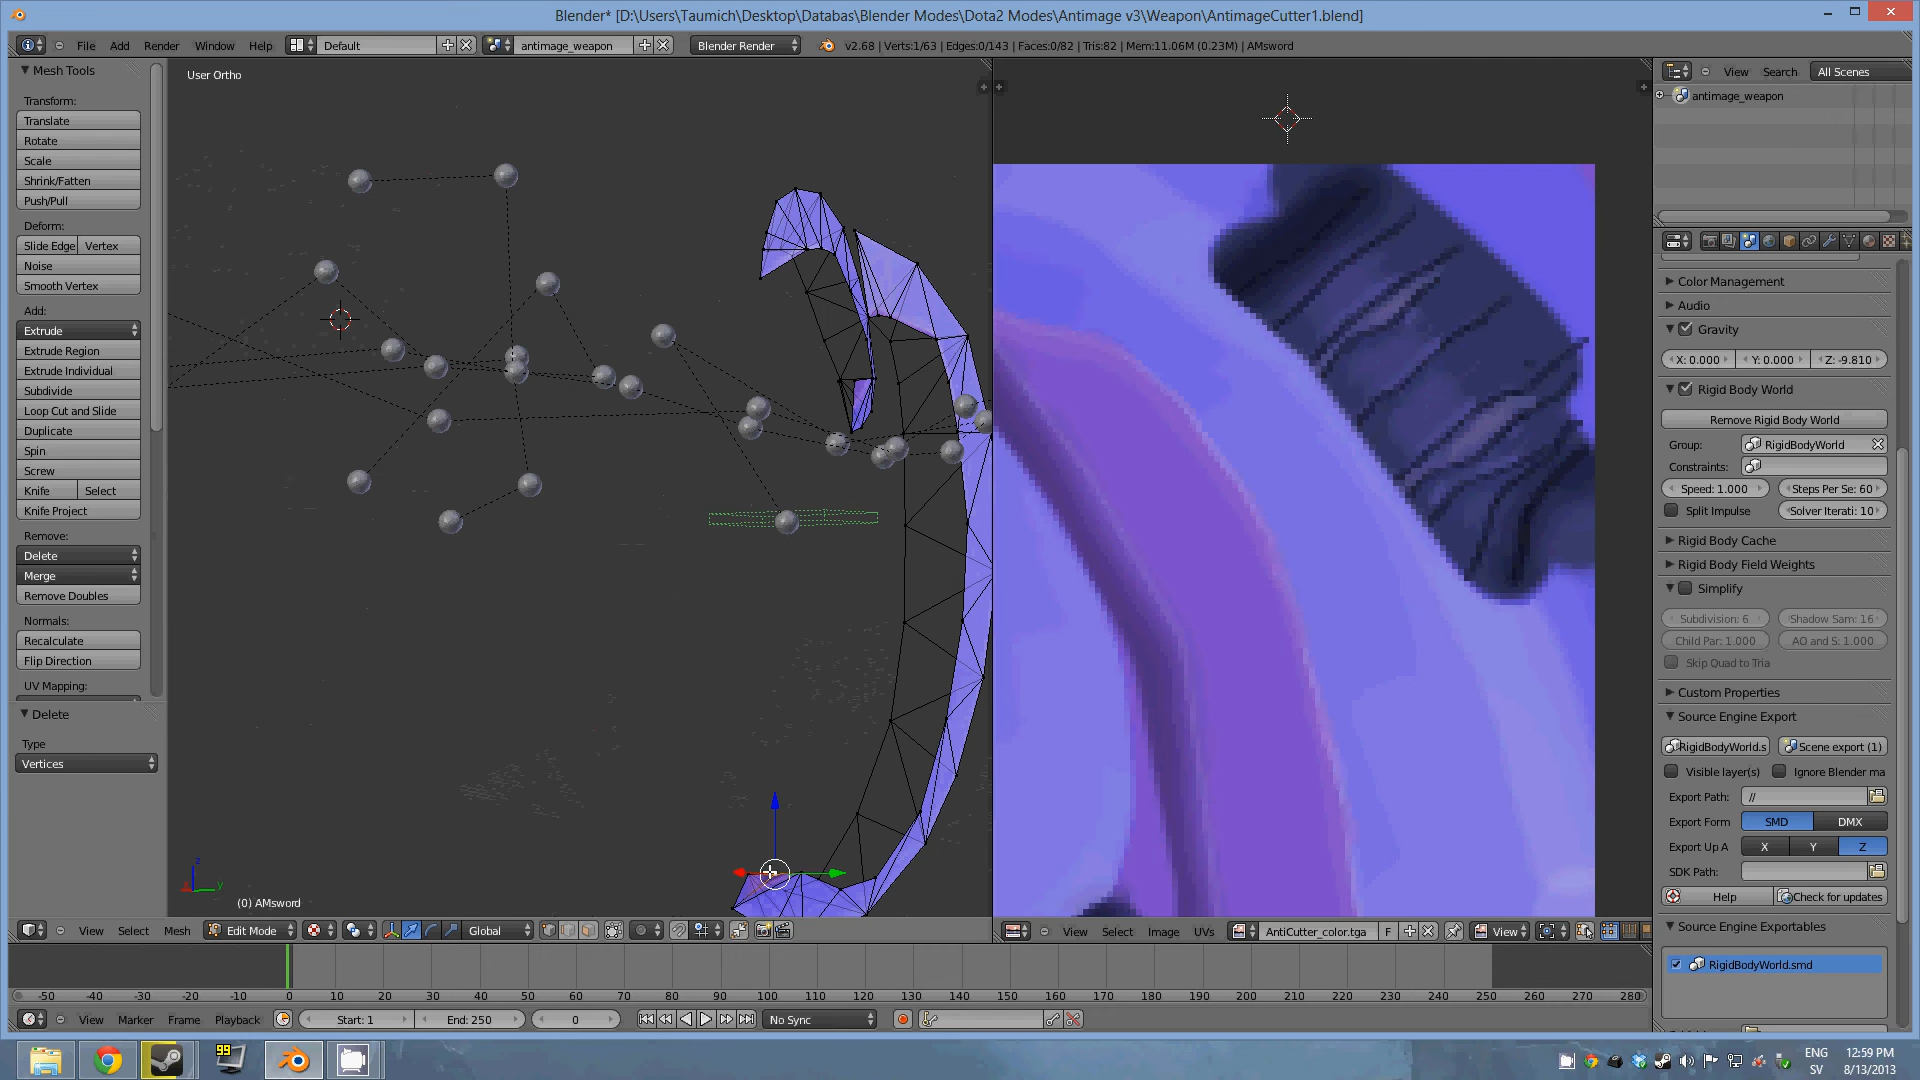 Blender* [D:\Users\Taumich\Desktop\Databas\Blender Modes\Dota2 Modes\Antimage v3\Weapon\AntimageCutter1.blend]
File Add Render Window Help Default antimage_weapon Blender Render v2.68 | Verts:1/63 | Edges:0/143 | Faces:0/82 | Tris:82 | Mem:11.06M (0.23M) | AMsword
Mesh Tools
Transform:
Translate
Rotate
Scale
Shrink/Fatten
Push/Pull
Deform:
Slide Edge Vertex
Noise
Smooth Vertex
Add:
Extrude
Extrude Region
Extrude Individual
Subdivide
Loop Cut and Slide
Duplicate
Spin
Screw
Knife Select
Knife Project
Remove:
Delete
Merge
Remove Doubles
Normals:
Recalculate
Flip Direction
UV Mapping:
Delete
Type
Vertices
User Ortho
z
y
(0) AMsword
View Select Mesh Edit Mode Global
View Select Image UVs AntiCutter_color.tga F View
View Search All Scenes
antimage_weapon
Color Management
Audio
Gravity
X: 0.000 Y: 0.000 Z: -9.810
Rigid Body World
Remove Rigid Body World
Group: RigidBodyWorld
Constraints:
Speed: 1.000 Steps Per Se: 60
Split Impulse Solver Iterati: 10
Rigid Body Cache
Rigid Body Field Weights
Simplify
Subdivision: 6 Shadow Sam: 16
Child Par: 1.000 AO and S: 1.000
Skip Quad to Tria
Custom Properties
Source Engine Export
RigidBodyWorld.s Scene export (1)
Visible layer(s) Ignore Blender ma
Export Path: //
Export Form SMD DMX
Export Up A X Y Z
SDK Path:
Help Check for updates
Source Engine Exportables
RigidBodyWorld.smd
-50 -40 -30 -20 -10 0 10 20 30 40 50 60 70 80 90 100 110 120 130 140 150 160 170 180 190 200 210 220 230 240 250 260 270 280
View Marker Frame Playback Start: 1 End: 250 0 No Sync
99
ENG
SV
12:59 PM
8/13/2013